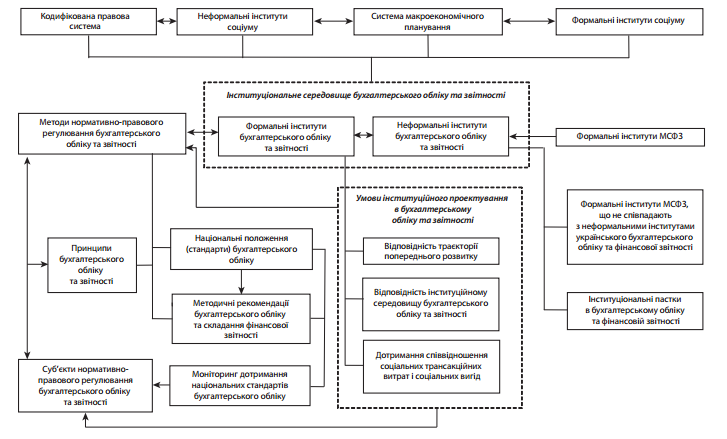 Кодифікована правова
система
Неформальні інститути
соціуму
Система макроекономічного
планування
Формальні інститути
соціуму
Інституціональне середовище бухгалтерського обліку та звітності
Методи нормативно-правового
регулювання бухгалтерського
обліку та звітності
Формальні інститути
бухгалтерського обліку
та звітності
Неформальні інститути
бухгалтерського обліку
та звітності
Формальні інститути МСФЗ
Умови інституційного проектування
в бухгалтерському
обліку та звітності
Формальні інститути МСФЗ,
що не співпадають
з неформальними інститутами
українського бухгалтерського
обліку та фінансової звітності
Принципи
бухгалтерського
обліку
та звітності
Національні положення
(стандарти) бухгалтерського
обліку
Відповідність траєкторії
попереднього розвитку
Методичні рекомендації
бухгалтерського обліку
та складання фінансової
звітності
Відповідність інституційному
середовищу бухгалтерського
обліку та звітності
Інституціональні пастки
в бухгалтерському обліку
та фінансовій звітності
Суб'єкти нормативно-
правового регулювання
бухгалтерського обліку
та звітності
Моніторинг дотримання
національних стандартів
бухгалтерського обліку
Дотримання співвідношення
соціальних трансакційних
витрат і соціальних вигід